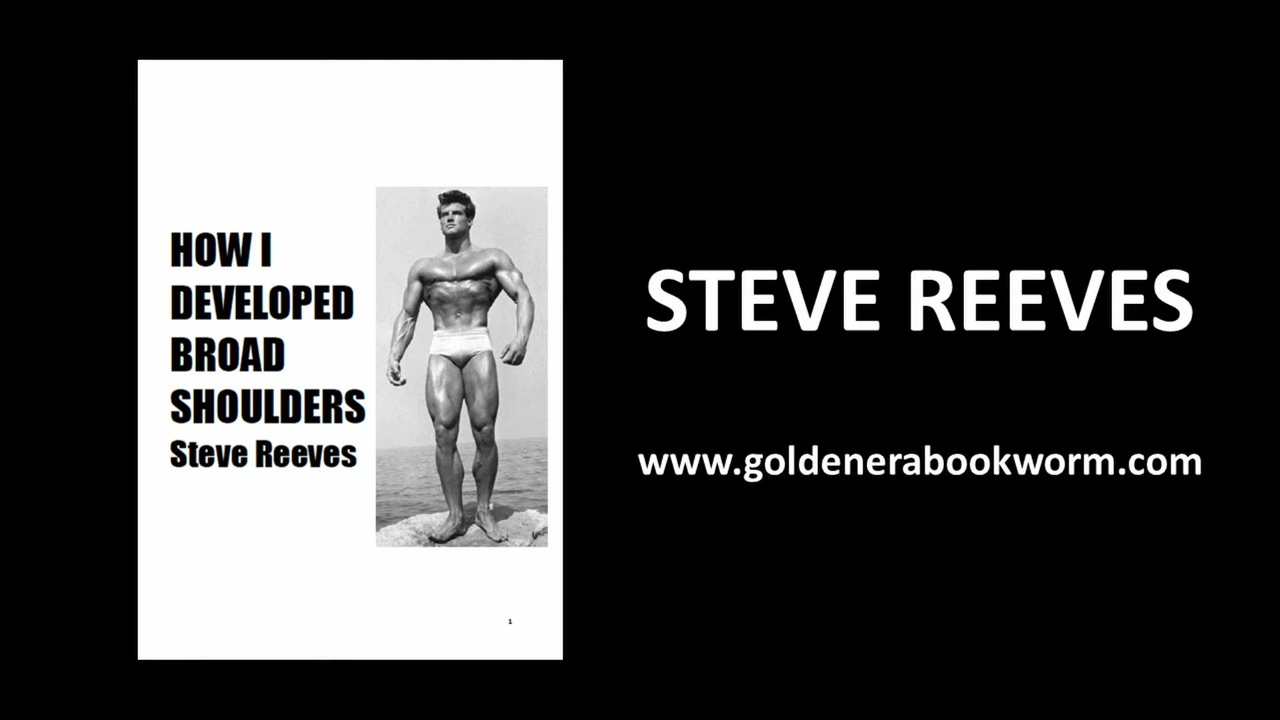 HOW I
DEVELOPED
BROAD
SHOULDERS
Steve Reeves
1
STEVE REEVES
www.goldenerabookworm.com